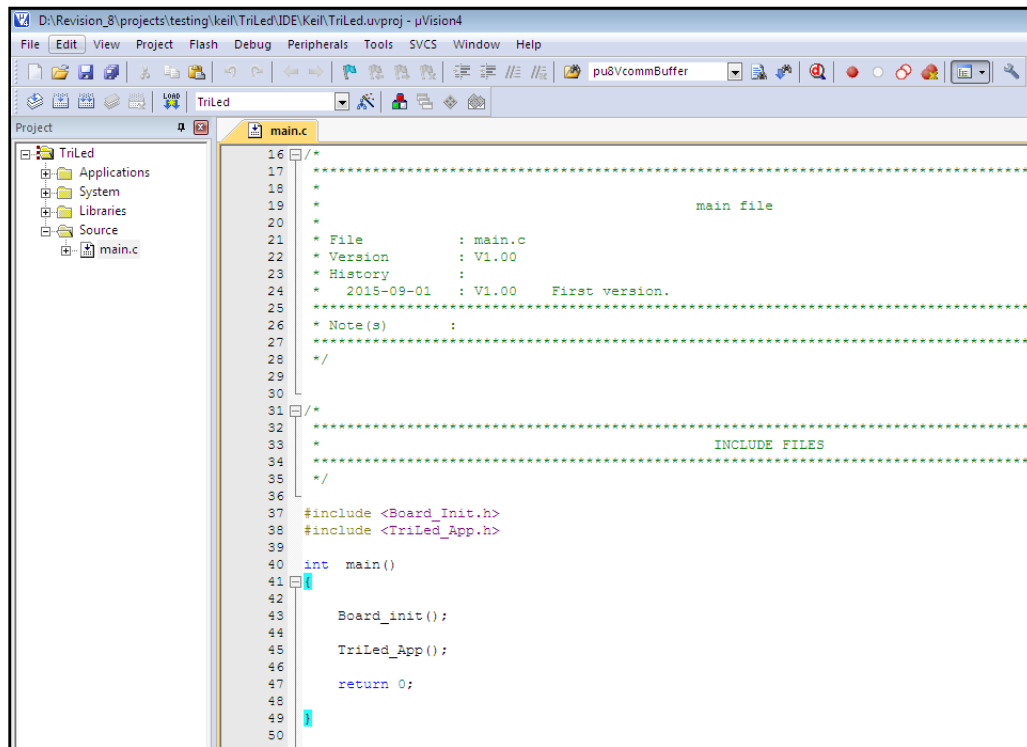 D:\Revision_8\projects\testing\keil\TriLed\IDE\Keil\TriLed.uvproj - µVision4
File Edit View Project Flash Debug Peripherals Tools SVCS Window Help
pu8VcommBuffer
LOAD TriLed
Project
main.c
TriLed
Applications
System
Libraries
Source
main.c
16 /*
17 ************************************************************************************
18 *
19 * main file
20 *
21 * File : main.c
22 * Version : V1.00
23 * History :
24 * 2015-09-01 : V1.00 First version.
25 ************************************************************************************
26 * Note(s) :
27 ************************************************************************************
28 */
29
30
31 /*
32 ************************************************************************************
33 * INCLUDE FILES
34 ************************************************************************************
35 */
36
37 #include <Board_Init.h>
38 #include <TriLed_App.h>
39
40 int main()
41 {
42
43 Board_init();
44
45 TriLed_App();
46
47 return 0;
48
49 }
50